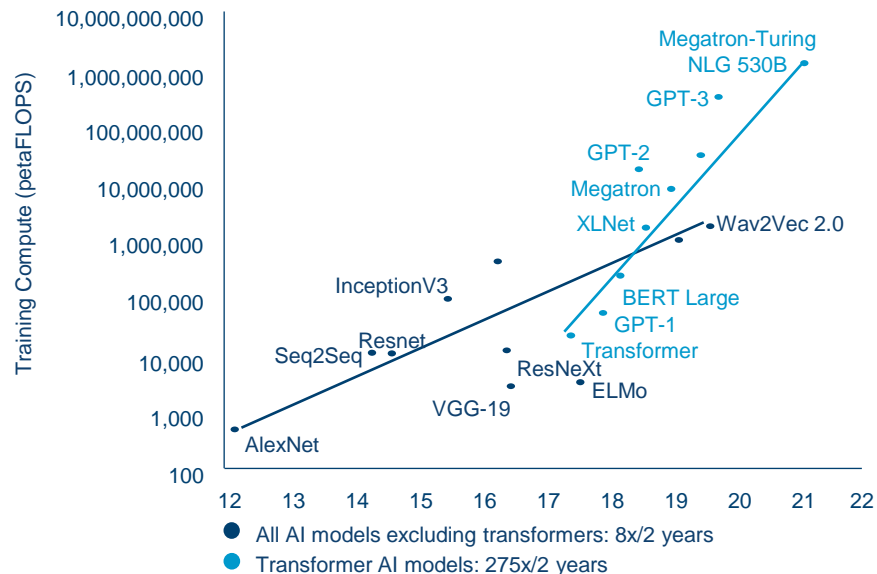 Training Compute (petaFLOPS)
10,000,000,000
1,000,000,000
100,000,000
10,000,000
1,000,000
100,000
10,000
1,000
100
Megatron-Turing
NLG 530B
GPT-3
GPT-2
Megatron
XLNet
Wav2Vec 2.0
InceptionV3
BERT Large
GPT-1
Seq2Seq
Resnet
Transformer
ResNeXt
ELMo
VGG-19
AlexNet
12 13 14 15 16 17 18 19 20 21 22
All AI models excluding transformers: 8x/2 years
Transformer AI models: 275x/2 years